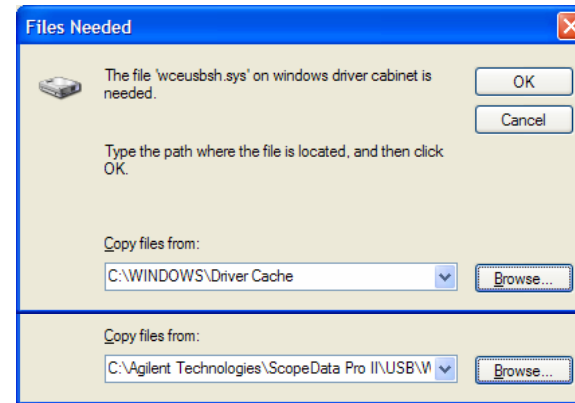 Files Needed
The file 'wceusbsh.sys' on windows driver cabinet is
needed.
OK
Cancel
Type the path where the file is located, and then click
OK.
Copy files from:
C:\WINDOWS\Driver Cache
Browse...
Copy files from:
C:\Agilent Technologies\ScopeData Pro II\USB\W
Browse...